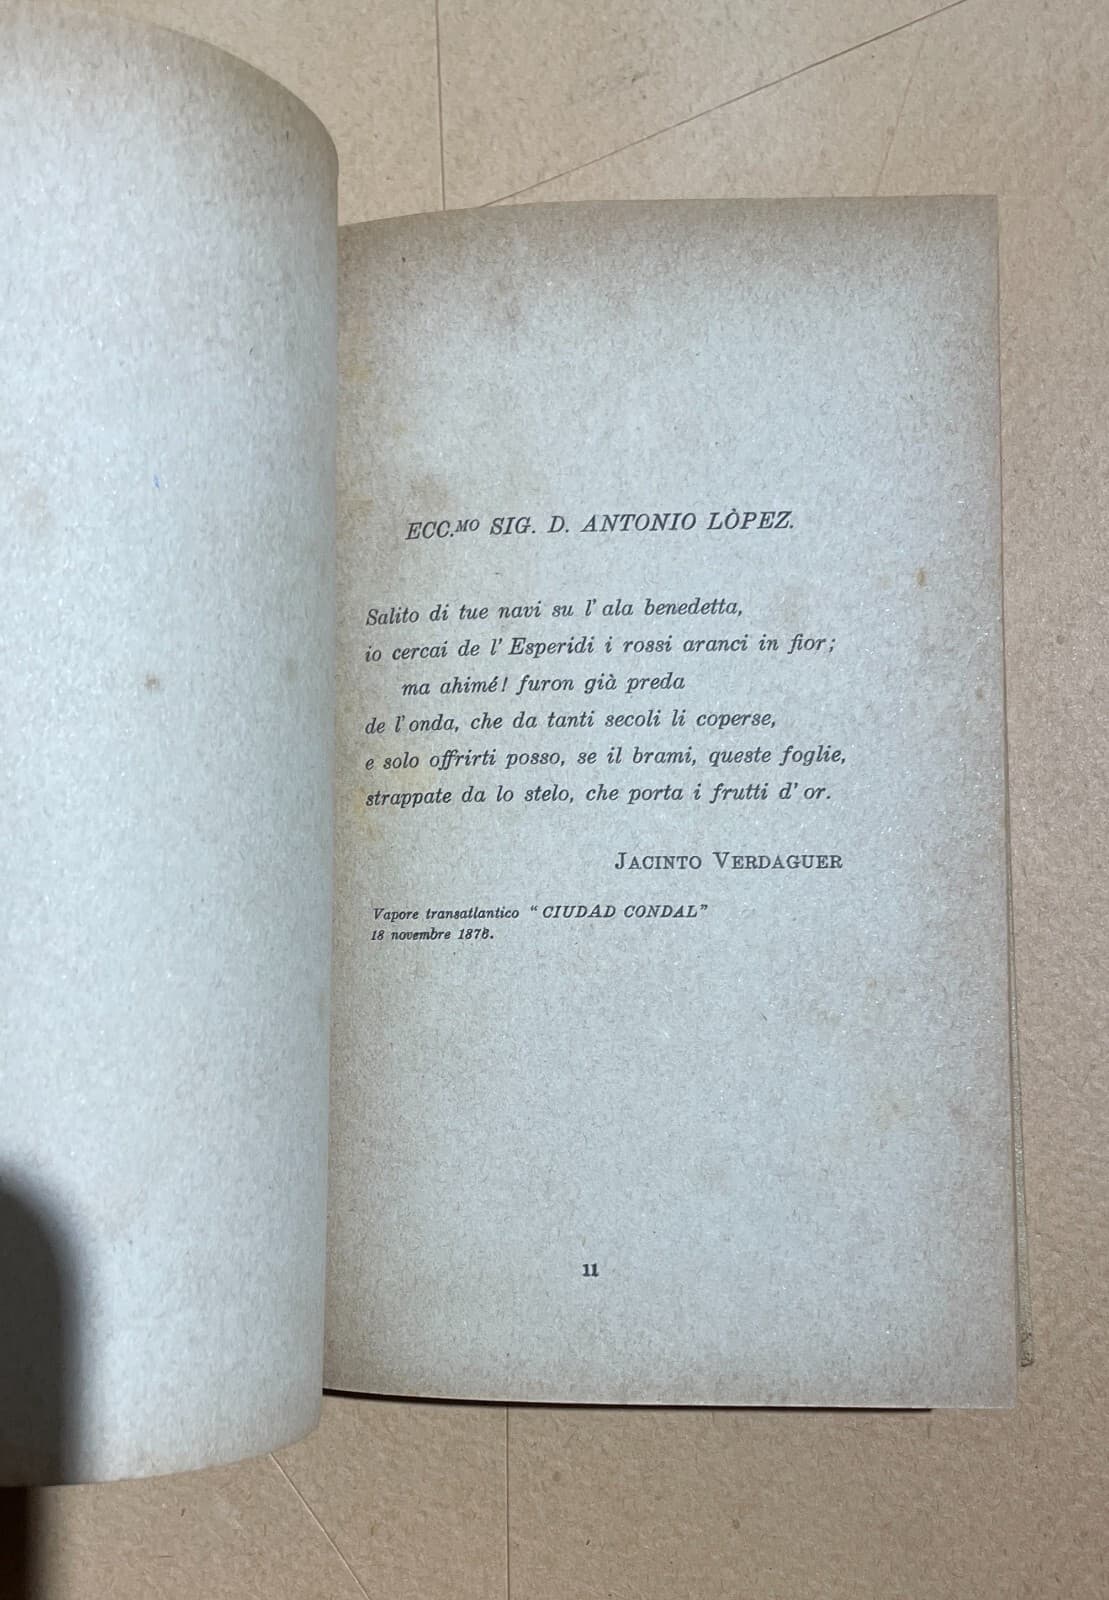 ECC.MO SIG. D. ANTONIO LÒPEZ.
Salito di tue navi su l' ala benedetta,
io cercai de l' Esperidi i rossi aranci in fior;
ma ahimé! furon già preda
de l'onda, che da tanti secoli li coperse,
e solo offrirti posso, se il brami, queste foglie,
strappate da lo stelo, che porta i frutti d' or.
JACINTO VERDAGUER
Vapore transatlantico " CIUDAD CONDAL"
18 novembre 1876.
11